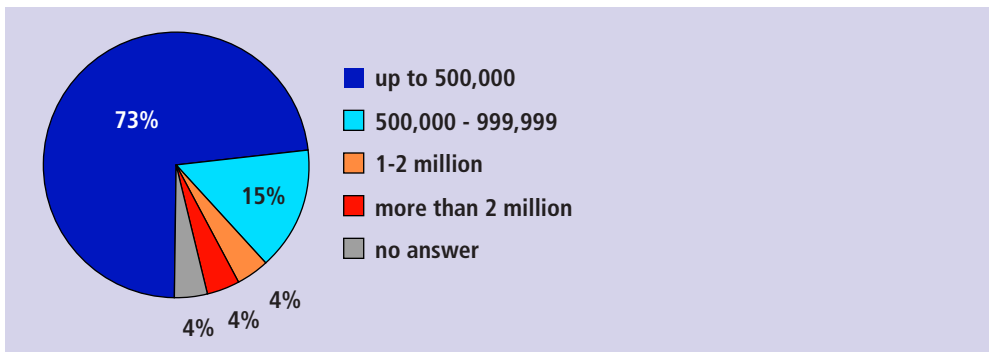 73%
15%
4%
4%
4%
up to 500,000
500,000 - 999,999
1-2 million
more than 2 million
no answer